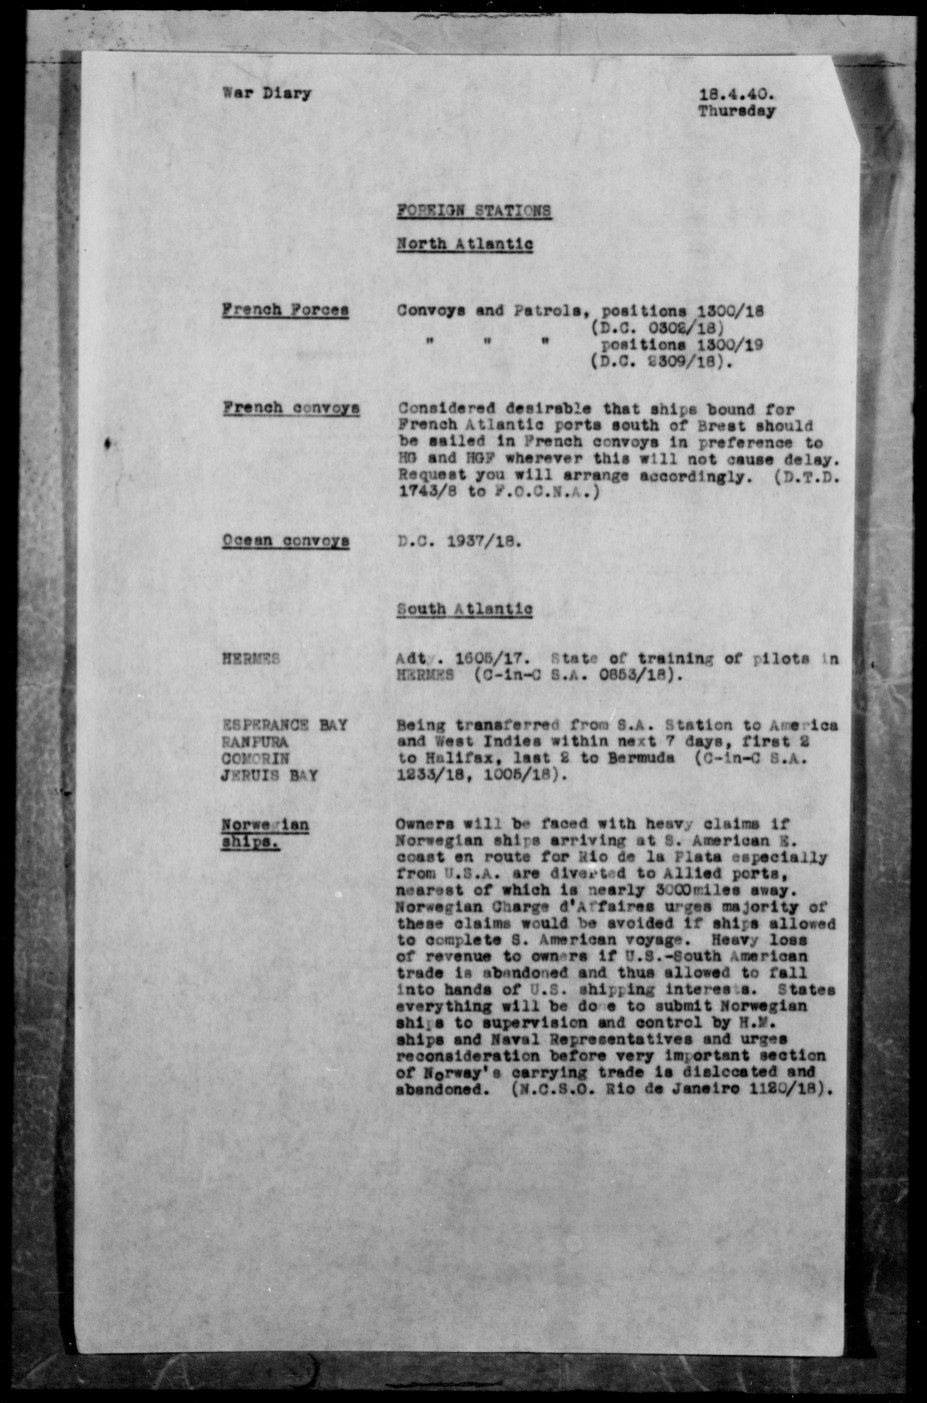 War Diary 18.4.40.
Thursday
FOREIGN STATIONS
North Atlantic
French Forces Convoys and Patrols, positions 1300/18
(D.C. 0302/18)
" " " positions 1300/19
(D.C. 2309/18).
French convoys Considered desirable that ships bound for
French Atlantic ports south of Brest should
be sailed in French convoys in preference to
HG and HGF wherever this will not cause delay.
Request you will arrange accordingly. (D.T.D.
1743/8 to F.O.C.N.A.)
Ocean convoys D.C. 1937/18.
South Atlantic
HERMES Adty. 1605/17. State of training of pilots in
HERMES (C-in-C S.A. 0853/18).
ESPERANCE BAY Being transferred from S.A. Station to America
RANPURA and West Indies within next 7 days, first 2
COMORIN to Halifax, last 2 to Bermuda (C-in-C S.A.
JERUIS BAY 1233/18, 1005/18).
Norwegian Owners will be faced with heavy claims if
ships. Norwegian ships arriving at S. American E.
coast en route for Rio de la Plata especially
from U.S.A. are diverted to Allied ports,
nearest of which is nearly 3000miles away.
Norwegian Charge d'Affaires urges majority of
these claims would be avoided if ships allowed
to complete S. American voyage. Heavy loss
of revenue to owners if U.S.-South American
trade is abandoned and thus allowed to fall
into hands of U.S. shipping interests. States
everything will be done to submit Norwegian
ships to supervision and control by H.M.
ships and Naval Representatives and urges
reconsideration before very important section
of Norway's carrying trade is dislocated and
abandoned. (N.C.S.O. Rio de Janeiro 1120/18).